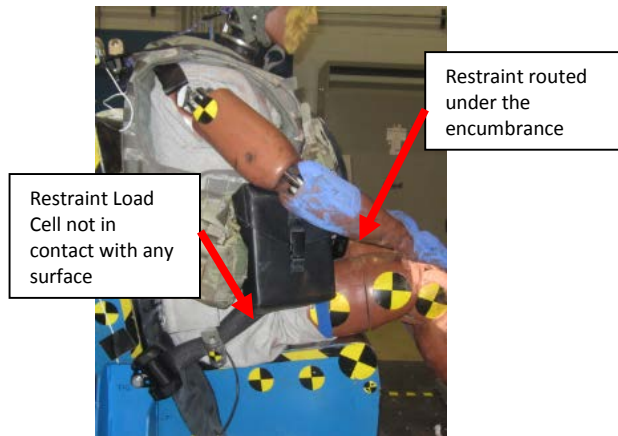 Restraint routed
under the
encumbrance
Restraint Load
Cell not in
contact with any
surface